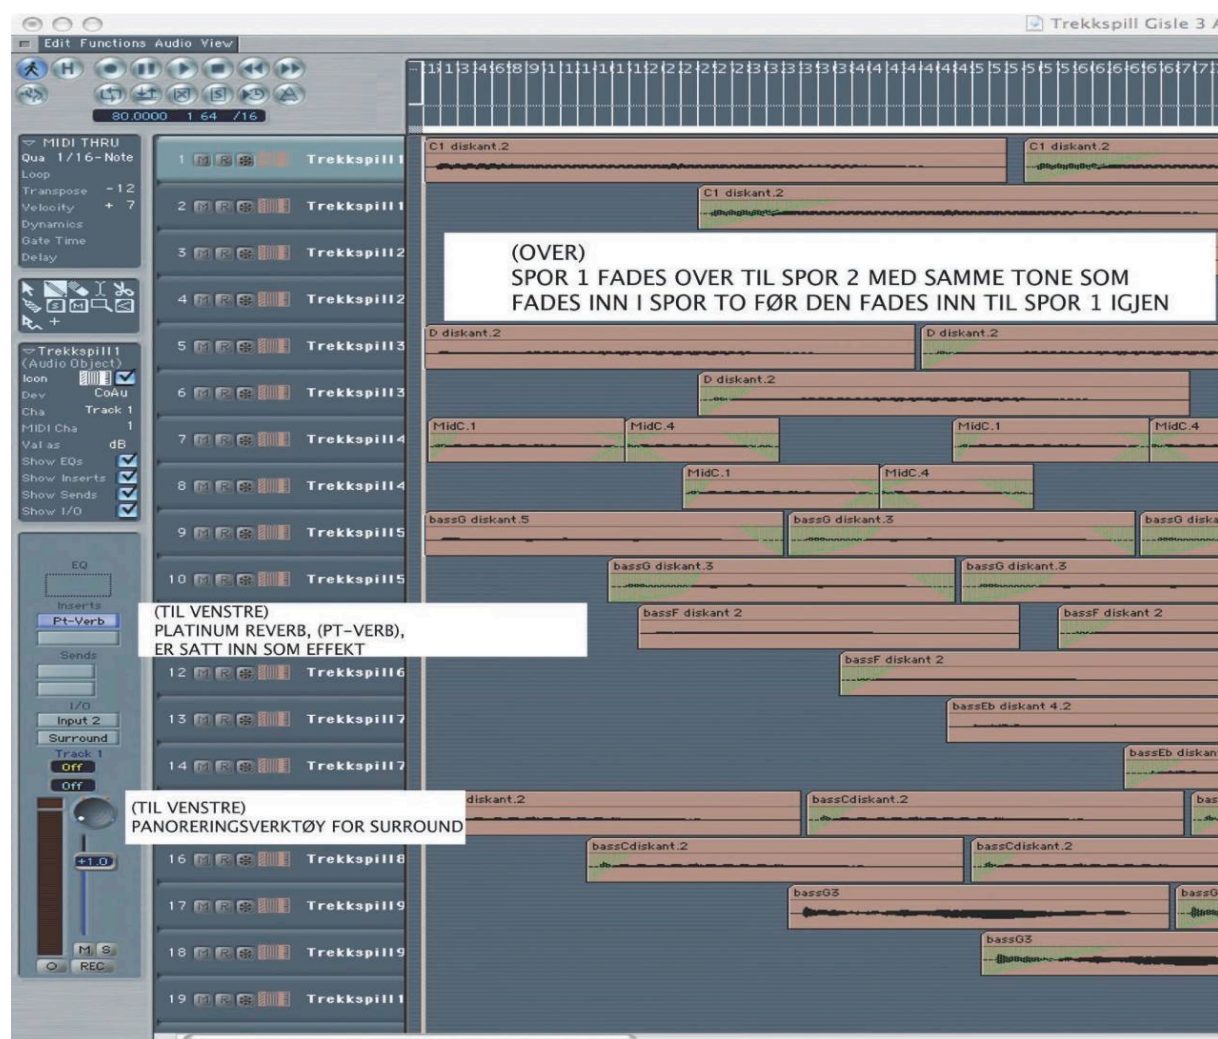 Trekkspill Gisle 3 A
Edit Functions Audio View
H
80.0000 1 64 /16
MIDI THRU
Qua 1/16-Note
Loop
Transpose -12
Velocity + 7
Dynamics
Gate Time
Delay
Trekkspill1
(Audio Object)
Icon
Dev CoAu
Cha Track 1
MIDI Cha 1
Val as dB
Show EQs
Show Inserts
Show Sends
Show I/O
EQ
Inserts
Pt-Verb
Sends
I/O
Input 2
Surround
Track 1
Off
Off
+1.0
M S
O REC
1 M R Trekkspill1
2 M R Trekkspill1
3 M R Trekkspill2
4 M R Trekkspill2
5 M R Trekkspill3
6 M R Trekkspill3
7 M R Trekkspill4
8 M R Trekkspill4
9 M R Trekkspill5
10 M R Trekkspill5
12 M R Trekkspill6
13 M R Trekkspill7
14 M R Trekkspill7
16 M R Trekkspill8
17 M R Trekkspill9
18 M R Trekkspill9
19 M R Trekkspill1
C1 diskant.2 C1 diskant.2
C1 diskant.2
(OVER)
SPOR 1 FADES OVER TIL SPOR 2 MED SAMME TONE SOM
FADES INN I SPOR TO FØR DEN FADES INN TIL SPOR 1 IGJEN
D diskant.2 D diskant.2
D diskant.2
MidC.1 MidC.4 MidC.1 MidC.4
MidC.1 MidC.4
bassG diskant.5 bassG diskant.3 bassG diska
bassG diskant.3 bassG diskant.3
bassF diskant 2 bassF diskant 2
(TIL VENSTRE)
PLATINUM REVERB, (PT-VERB),
ER SATT INN SOM EFFEKT
bassF diskant 2
bassEb diskant 4.2
bassEb diskan
diskant.2 bassCdiskant.2 bas
(TIL VENSTRE)
PANORERINGSVERKTØY FOR SURROUND
bassCdiskant.2 bassCdiskant.2
bassG3 bassG
bassG3